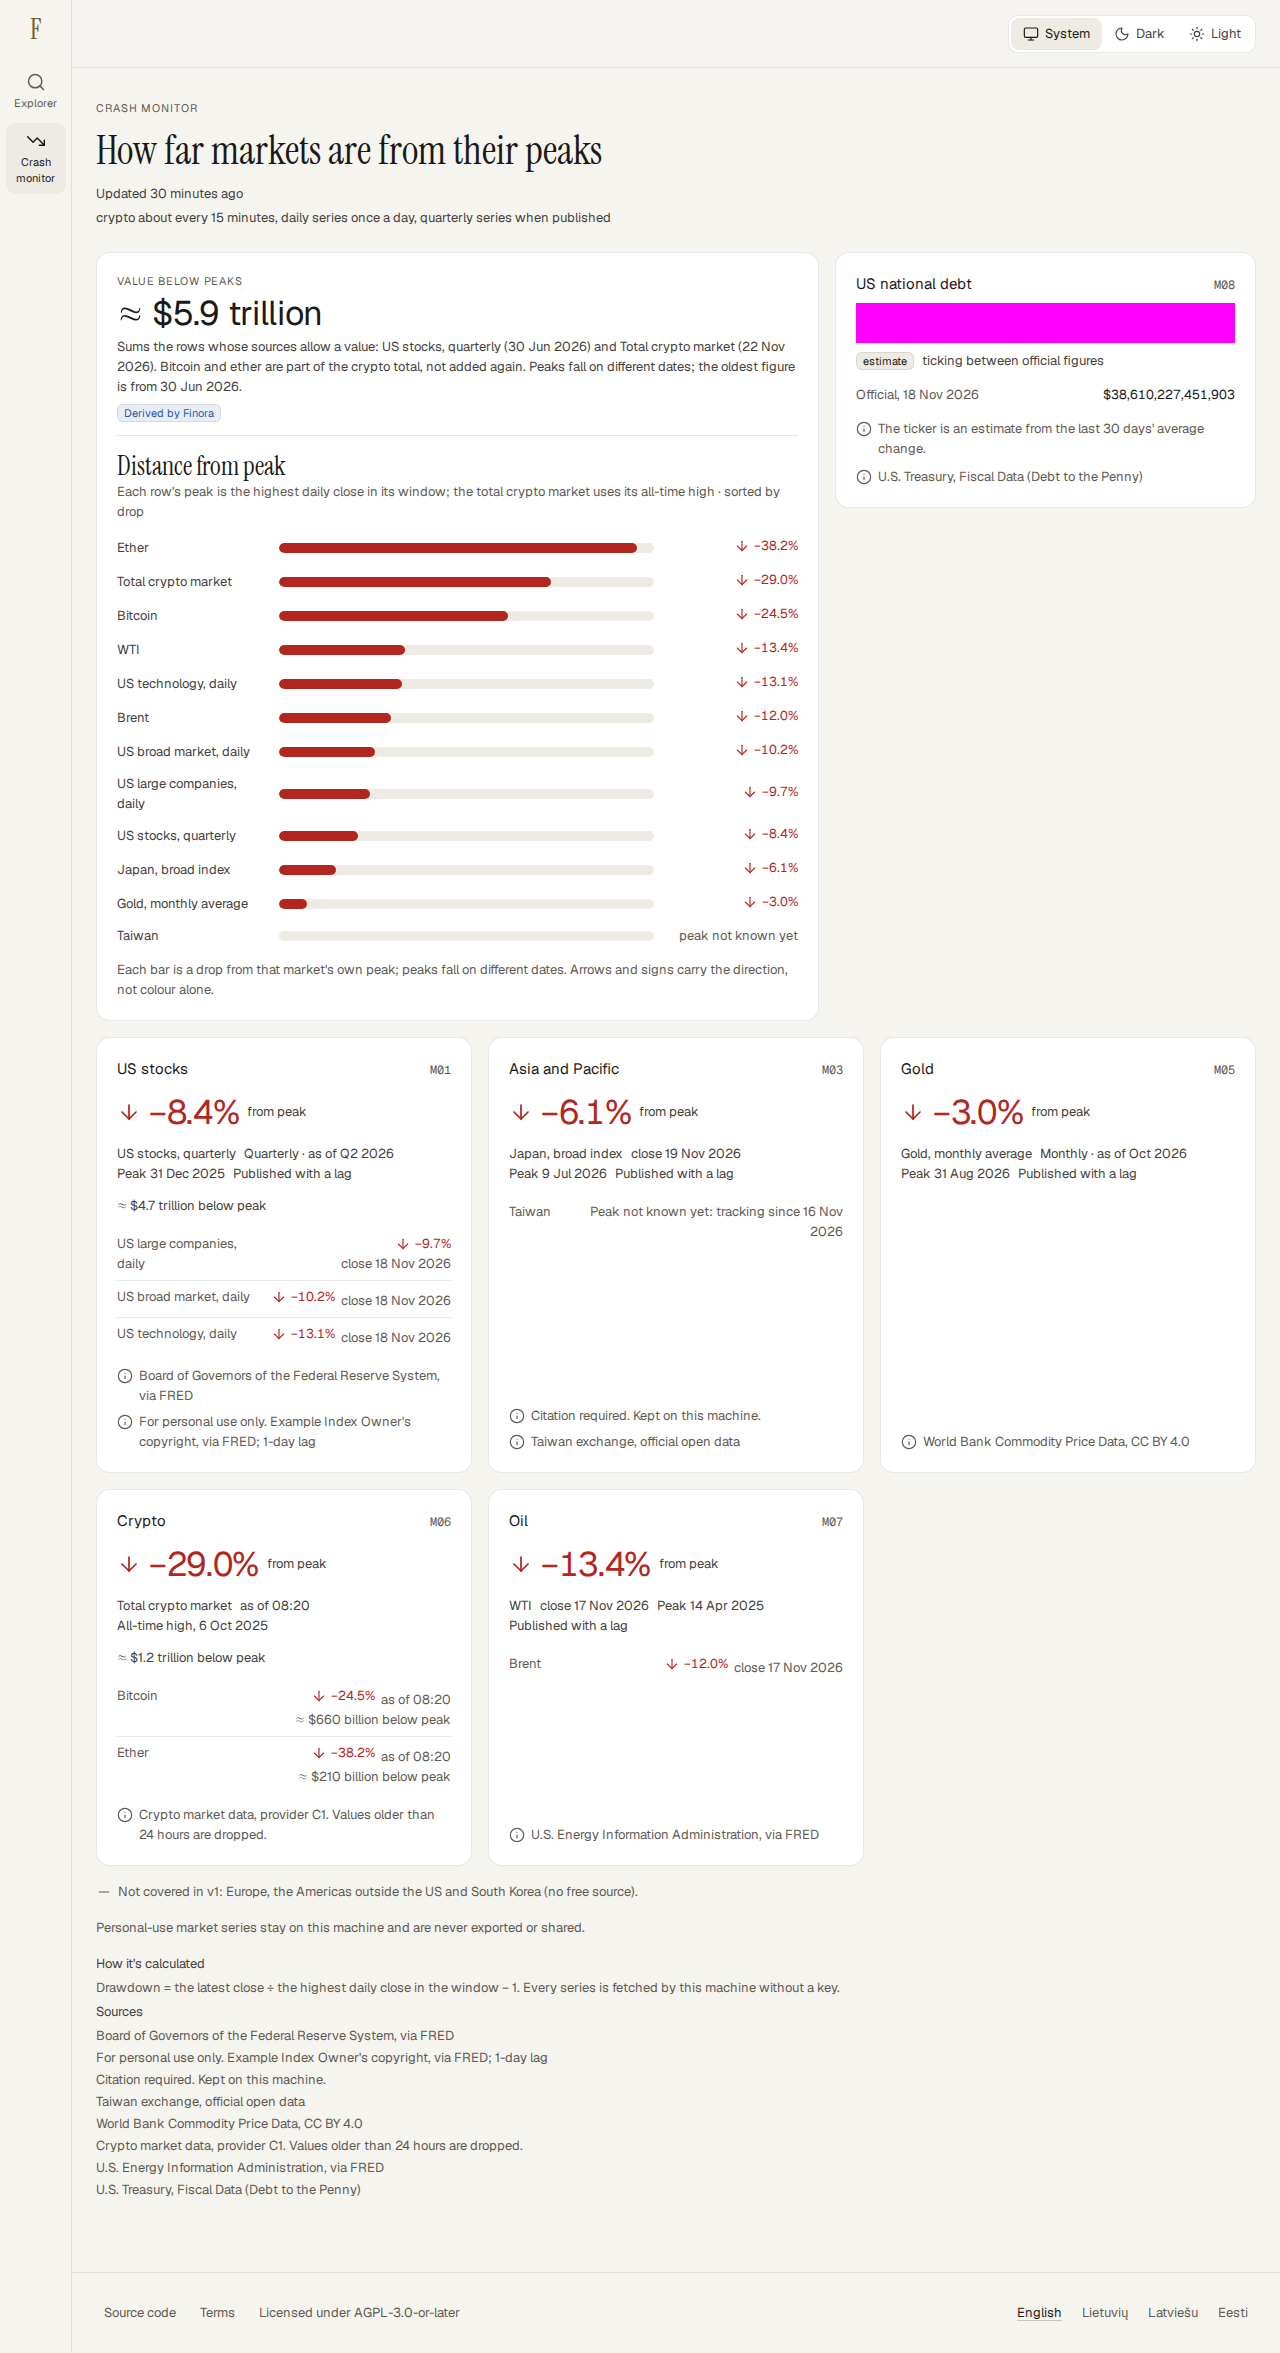 F
Explorer
Crash
monitor
System
Dark
Light
CRASH MONITOR
How far markets are from their peaks
Updated 30 minutes ago
crypto about every 15 minutes, daily series once a day, quarterly series when published
VALUE BELOW PEAKS
≈ $5.9 trillion
Sums the rows whose sources allow a value: US stocks, quarterly (30 Jun 2026) and Total crypto market (22 Nov
2026). Bitcoin and ether are part of the crypto total, not added again. Peaks fall on different dates; the oldest figure
is from 30 Jun 2026.
Derived by Finora
Distance from peak
Each row's peak is the highest daily close in its window; the total crypto market uses its all-time high · sorted by
drop
Ether ↓ −38.2%
Total crypto market ↓ −29.0%
Bitcoin ↓ −24.5%
WTI ↓ −13.4%
US technology, daily ↓ −13.1%
Brent ↓ −12.0%
US broad market, daily ↓ −10.2%
US large companies,
daily ↓ −9.7%
US stocks, quarterly ↓ −8.4%
Japan, broad index ↓ −6.1%
Gold, monthly average ↓ −3.0%
Taiwan peak not known yet
Each bar is a drop from that market's own peak; peaks fall on different dates. Arrows and signs carry the direction,
not colour alone.
US national debt M08
estimate ticking between official figures
Official, 18 Nov 2026 $38,610,227,451,903
The ticker is an estimate from the last 30 days' average
change.
U.S. Treasury, Fiscal Data (Debt to the Penny)
US stocks M01
↓ −8.4% from peak
US stocks, quarterly Quarterly · as of Q2 2026
Peak 31 Dec 2025 Published with a lag
≈ $4.7 trillion below peak
US large companies,
daily
↓ −9.7%
close 18 Nov 2026
US broad market, daily ↓ −10.2% close 18 Nov 2026
US technology, daily ↓ −13.1% close 18 Nov 2026
Board of Governors of the Federal Reserve System,
via FRED
For personal use only. Example Index Owner's
copyright, via FRED; 1-day lag
Asia and Pacific M03
↓ −6.1% from peak
Japan, broad index close 19 Nov 2026
Peak 9 Jul 2026 Published with a lag
Taiwan Peak not known yet: tracking since 16 Nov
2026
Citation required. Kept on this machine.
Taiwan exchange, official open data
Gold M05
↓ −3.0% from peak
Gold, monthly average Monthly · as of Oct 2026
Peak 31 Aug 2026 Published with a lag
World Bank Commodity Price Data, CC BY 4.0
Crypto M06
↓ −29.0% from peak
Total crypto market as of 08:20
All-time high, 6 Oct 2025
≈ $1.2 trillion below peak
Bitcoin ↓ −24.5% as of 08:20
≈ $660 billion below peak
Ether ↓ −38.2% as of 08:20
≈ $210 billion below peak
Crypto market data, provider C1. Values older than
24 hours are dropped.
Oil M07
↓ −13.4% from peak
WTI close 17 Nov 2026 Peak 14 Apr 2025
Published with a lag
Brent ↓ −12.0% close 17 Nov 2026
U.S. Energy Information Administration, via FRED
— Not covered in v1: Europe, the Americas outside the US and South Korea (no free source).
Personal-use market series stay on this machine and are never exported or shared.
How it's calculated
Drawdown = the latest close ÷ the highest daily close in the window − 1. Every series is fetched by this machine without a key.
Sources
Board of Governors of the Federal Reserve System, via FRED
For personal use only. Example Index Owner's copyright, via FRED; 1-day lag
Citation required. Kept on this machine.
Taiwan exchange, official open data
World Bank Commodity Price Data, CC BY 4.0
Crypto market data, provider C1. Values older than 24 hours are dropped.
U.S. Energy Information Administration, via FRED
U.S. Treasury, Fiscal Data (Debt to the Penny)
Source code Terms Licensed under AGPL-3.0-or-later
English Lietuvių Latviešu Eesti